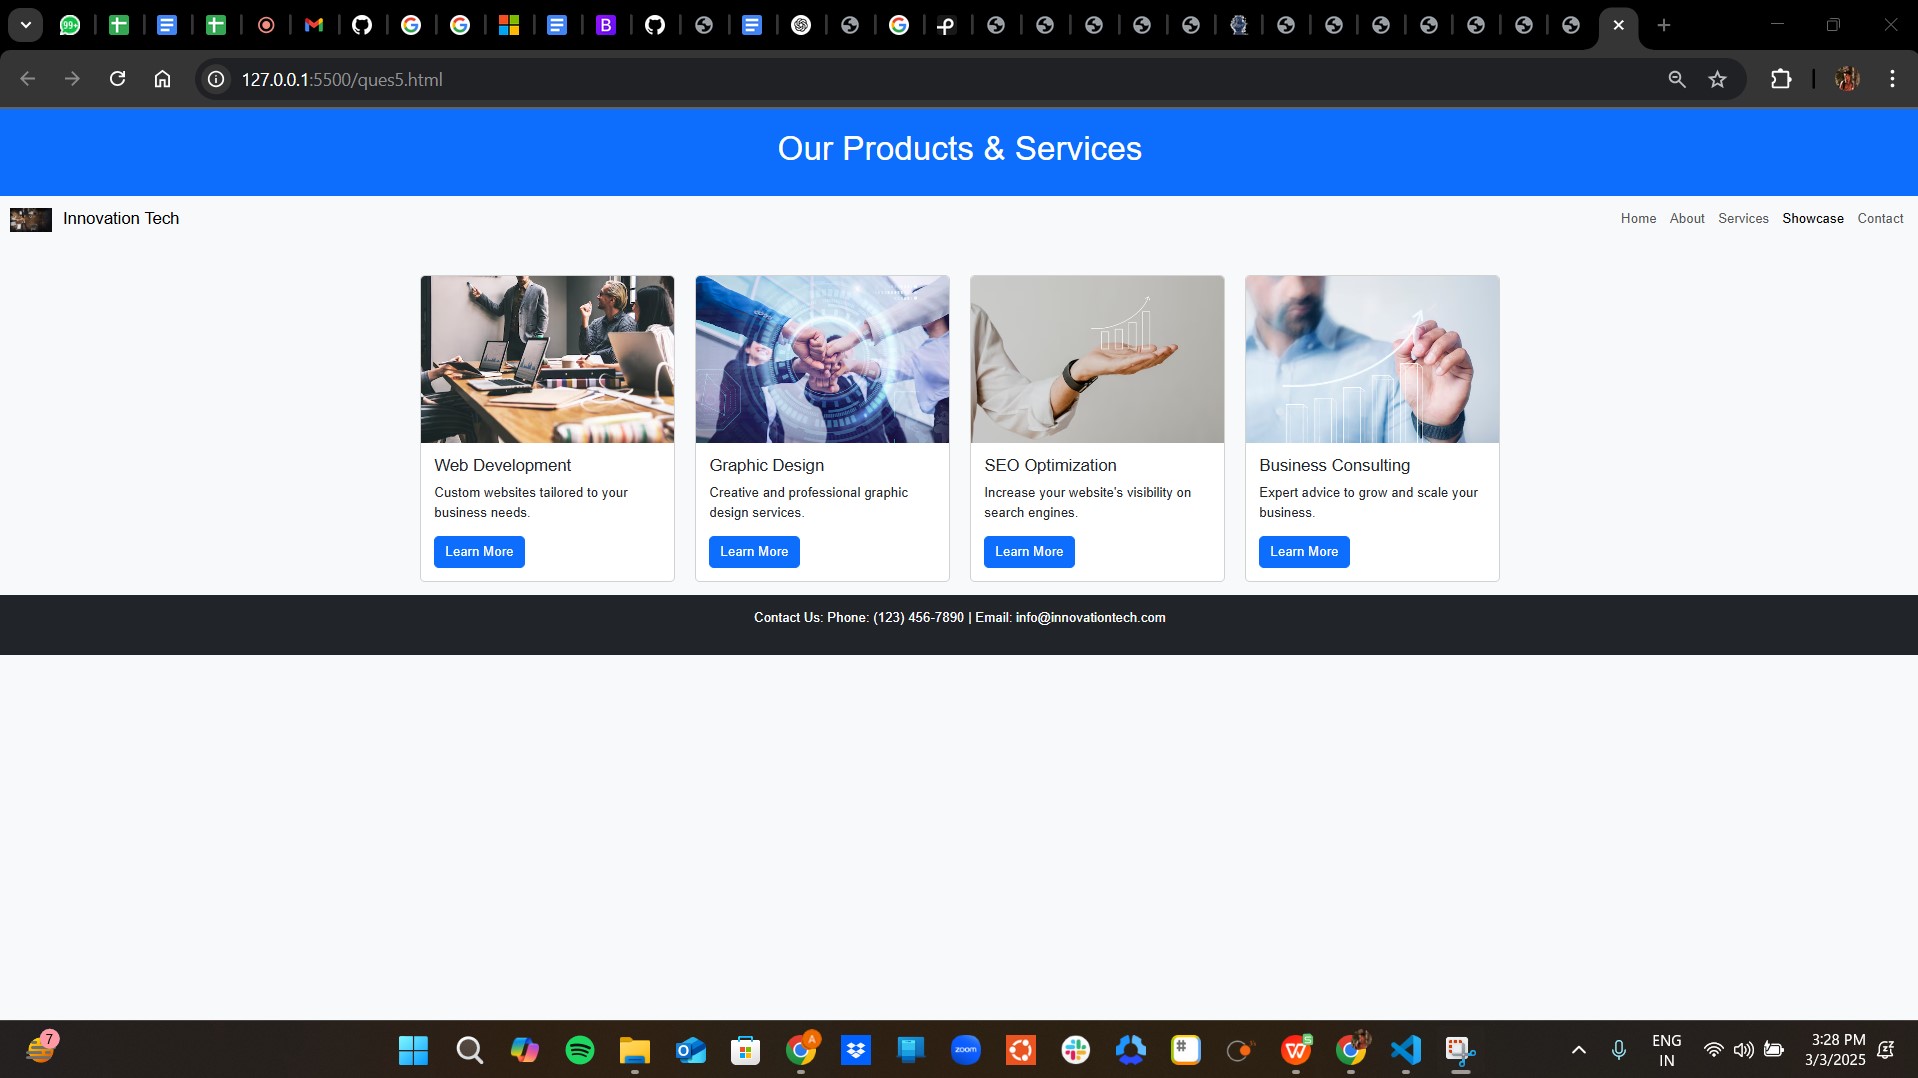 99+
B
127.0.0.1:5500/ques5.html
Our Products & Services
Innovation Tech
Home About Services Showcase Contact
Web Development
Custom websites tailored to your
business needs.
Learn More
Graphic Design
Creative and professional graphic
design services.
Learn More
SEO Optimization
Increase your website's visibility on
search engines.
Learn More
Business Consulting
Expert advice to grow and scale your
business.
Learn More
Contact Us: Phone: (123) 456-7890 | Email: info@innovationtech.com
7
A
zoom
ENG
IN
3:28 PM
3/3/2025